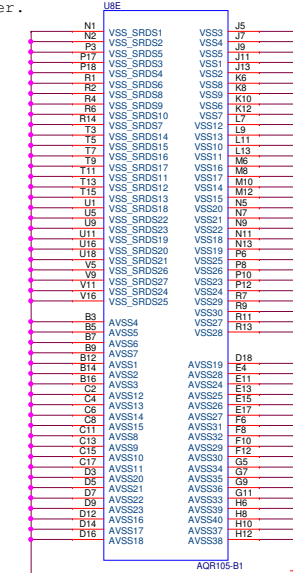 er.
U8E
N1 VSS_SRDS1 VSS3 J5
N2 VSS_SRDS2 VSS4 J7
P3 VSS_SRDS4 VSS5 J9
P17 VSS_SRDS5 VSS1 J11
P18 VSS_SRDS3 VSS2 J13
R1 VSS_SRDS6 VSS8 K6
R2 VSS_SRDS8 VSS9 K8
R4 VSS_SRDS9 VSS6 K10
R6 VSS_SRDS10 VSS7 K12
R14 VSS_SRDS7 VSS12 L7
T3 VSS_SRDS14 VSS13 L9
T5 VSS_SRDS15 VSS10 L11
T7 VSS_SRDS11 VSS11 L13
T9 VSS_SRDS16 VSS16 M6
T11 VSS_SRDS17 VSS17 M8
T13 VSS_SRDS12 VSS14 M10
T15 VSS_SRDS13 VSS15 M12
U1 VSS_SRDS18 VSS20 N5
U5 VSS_SRDS22 VSS21 N7
U9 VSS_SRDS23 VSS22 N9
U11 VSS_SRDS19 VSS18 N11
U16 VSS_SRDS20 VSS19 N13
U18 VSS_SRDS21 VSS25 P6
V5 VSS_SRDS26 VSS26 P8
V9 VSS_SRDS27 VSS23 P10
V11 VSS_SRDS24 VSS24 P12
V16 VSS_SRDS25 VSS29 R7
VSS30 R9
B3 AVSS4 VSS27 R11
B5 AVSS5 VSS28 R13
B7 AVSS6
B9 AVSS7
B12 AVSS1 AVSS19 D18
B14 AVSS2 AVSS28 E4
B16 AVSS3 AVSS24 E11
C2 AVSS12 AVSS25 E13
C4 AVSS13 AVSS26 E15
C6 AVSS14 AVSS27 E17
C8 AVSS15 AVSS31 F6
C11 AVSS8 AVSS32 F8
C13 AVSS9 AVSS29 F10
C15 AVSS10 AVSS30 F12
C17 AVSS11 AVSS34 G5
D3 AVSS20 AVSS35 G7
D5 AVSS21 AVSS36 G9
D7 AVSS22 AVSS33 G11
D9 AVSS23 AVSS39 H6
D12 AVSS16 AVSS40 H8
D14 AVSS17 AVSS37 H10
D16 AVSS18 AVSS38 H12
AQR105-B1